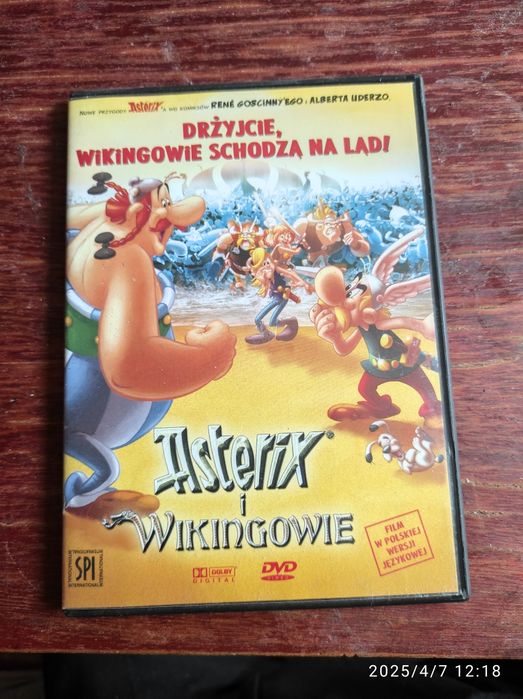 NOWE PRZYGODY Asterix A WG KOMIKSÓW RENÉ GOSCINNY'EGO I ALBERTA UDERZO.
DRŻYJCIE,
WIKINGOWIE SCHODZĄ NA LĄD!
Asterix
i
WIKINGOWIE
FILM
W POLSKIEJ
WERSJI
JĘZYKOWEJ
SPI
INTERNATIONAL
DOLBY
DIGITAL
DVD
VIDEO
2025/4/7 12:18